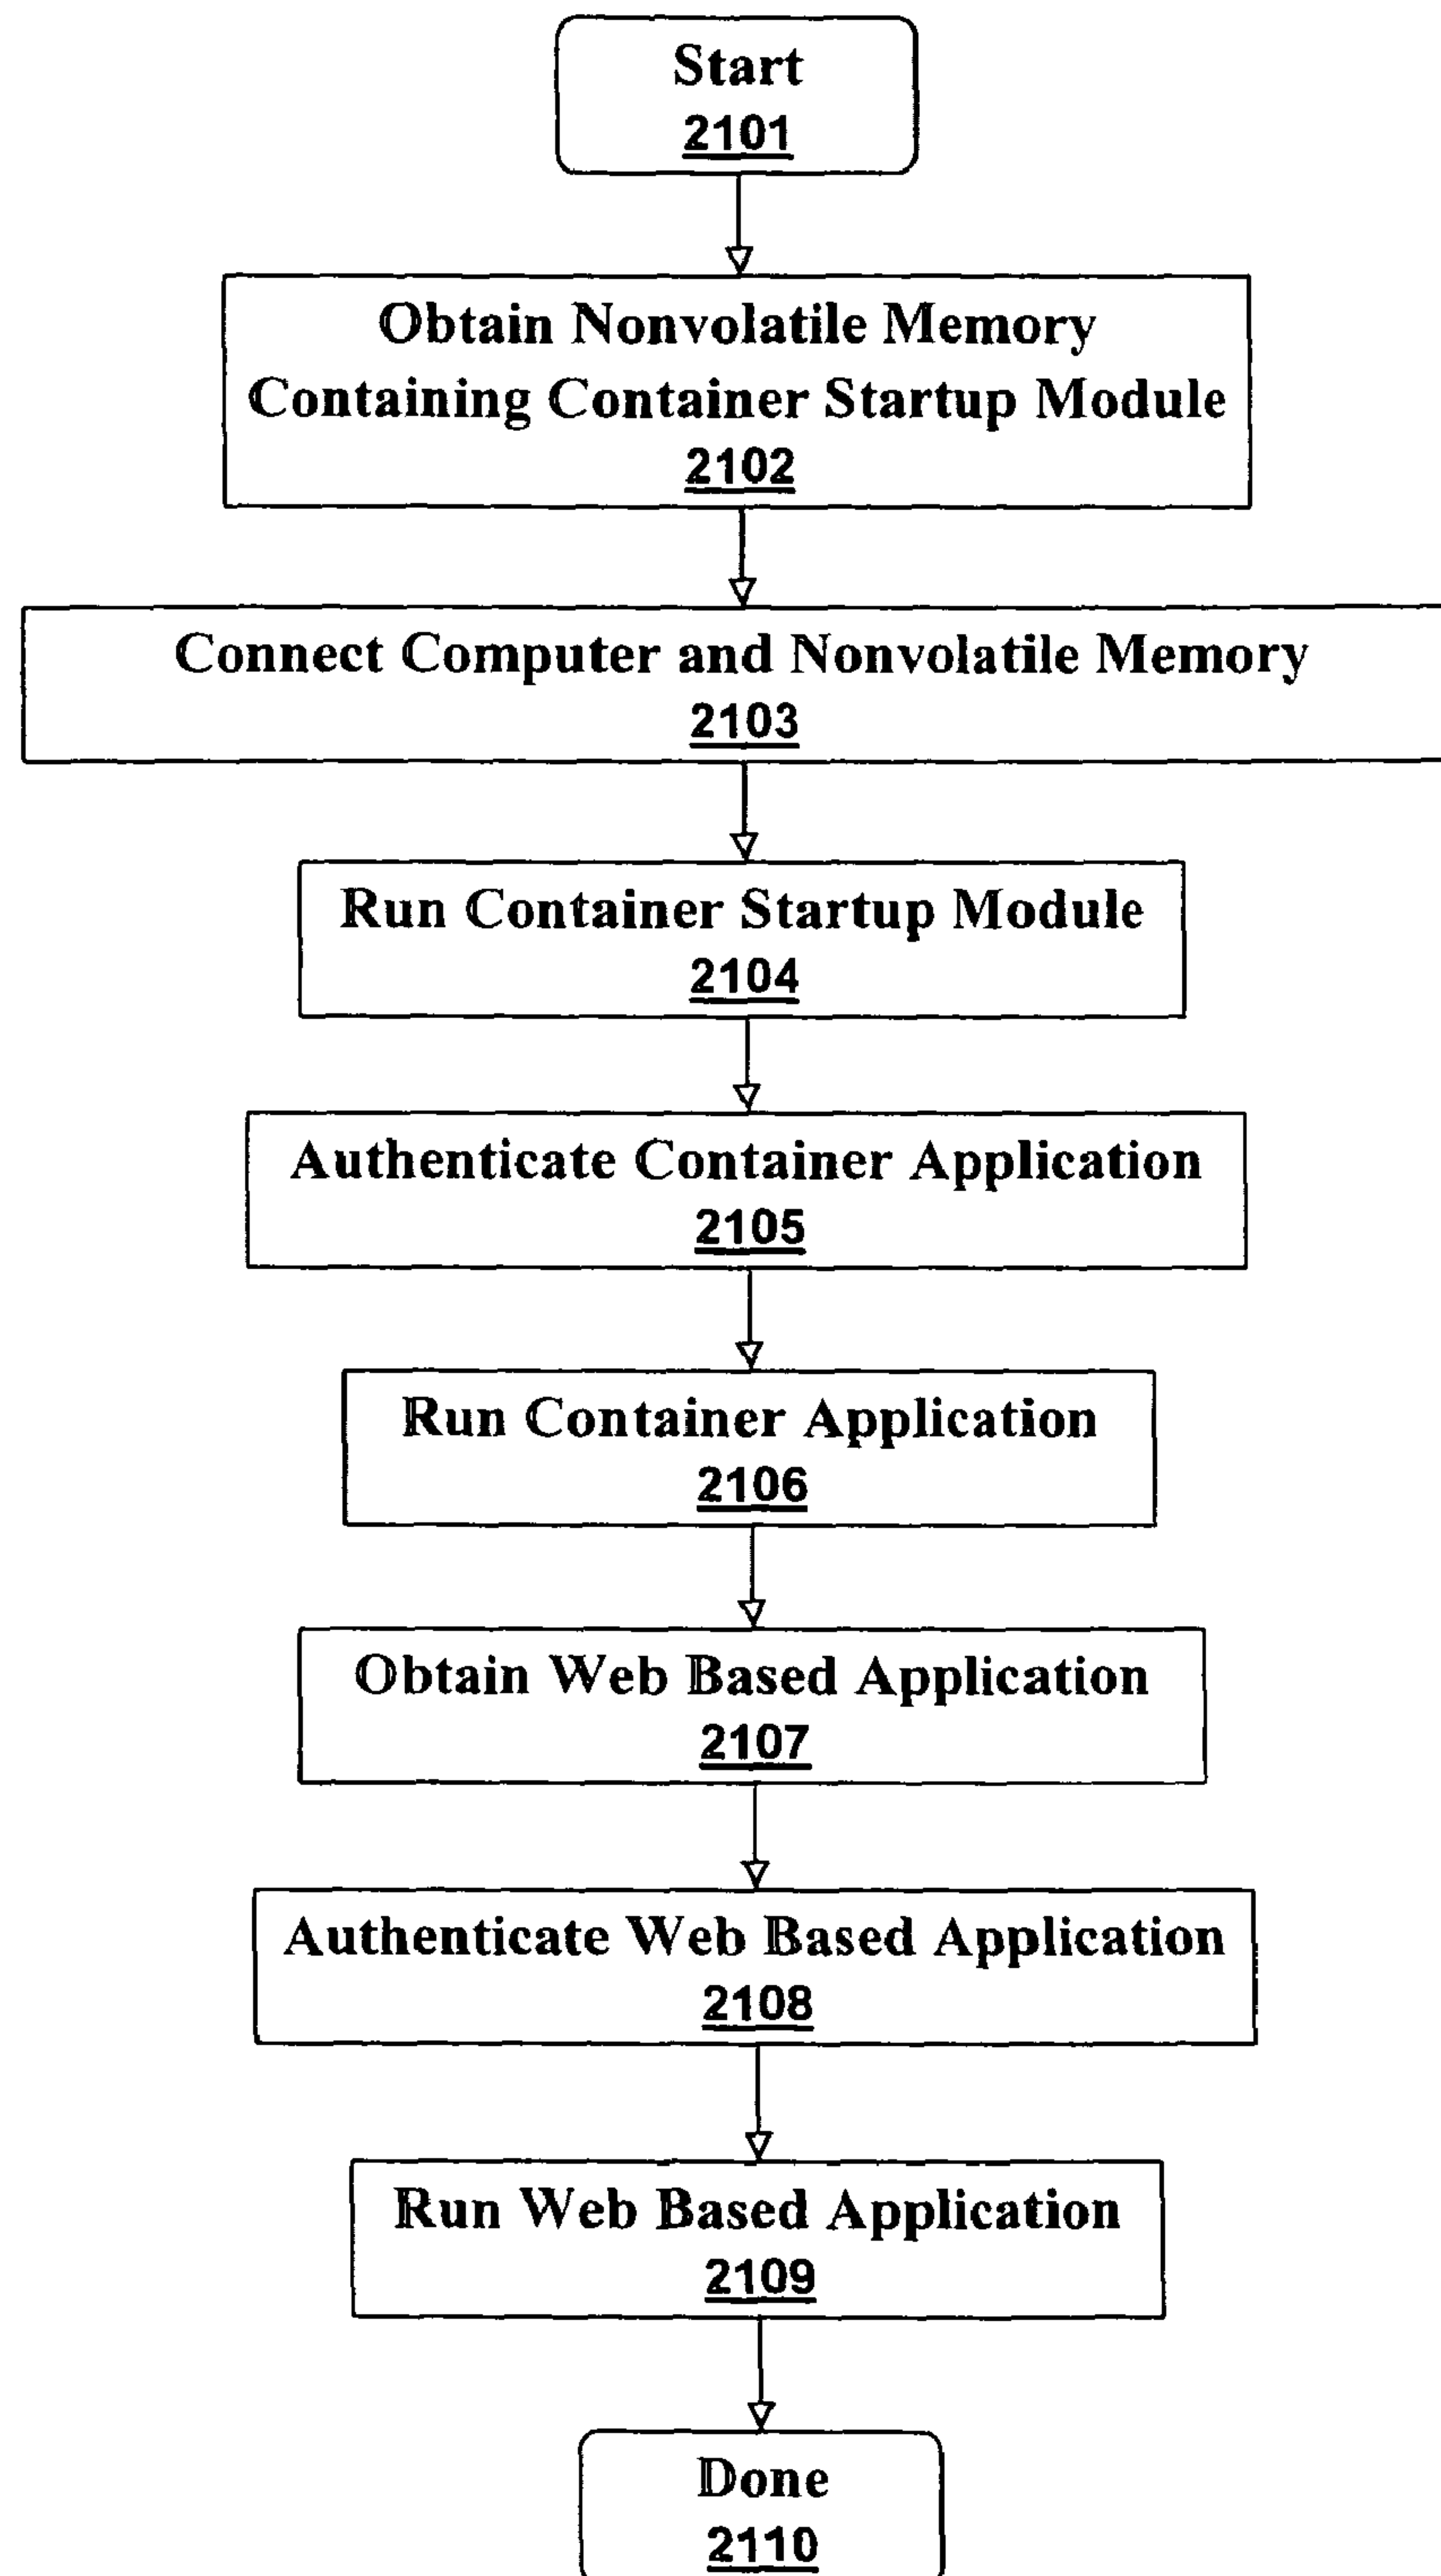 Start
2101
Obtain Nonvolatile Memory
Containing Container Startup Module
2102
Connect Computer and Nonvolatile Memory
2103
Run Container Startup Module
2104
Authenticate Container Application
2105
Run Container Application
2106
Obtain Web Based Application
2107
Authenticate Web Based Application
2108
Run Web Based Application
2109
Done
2110